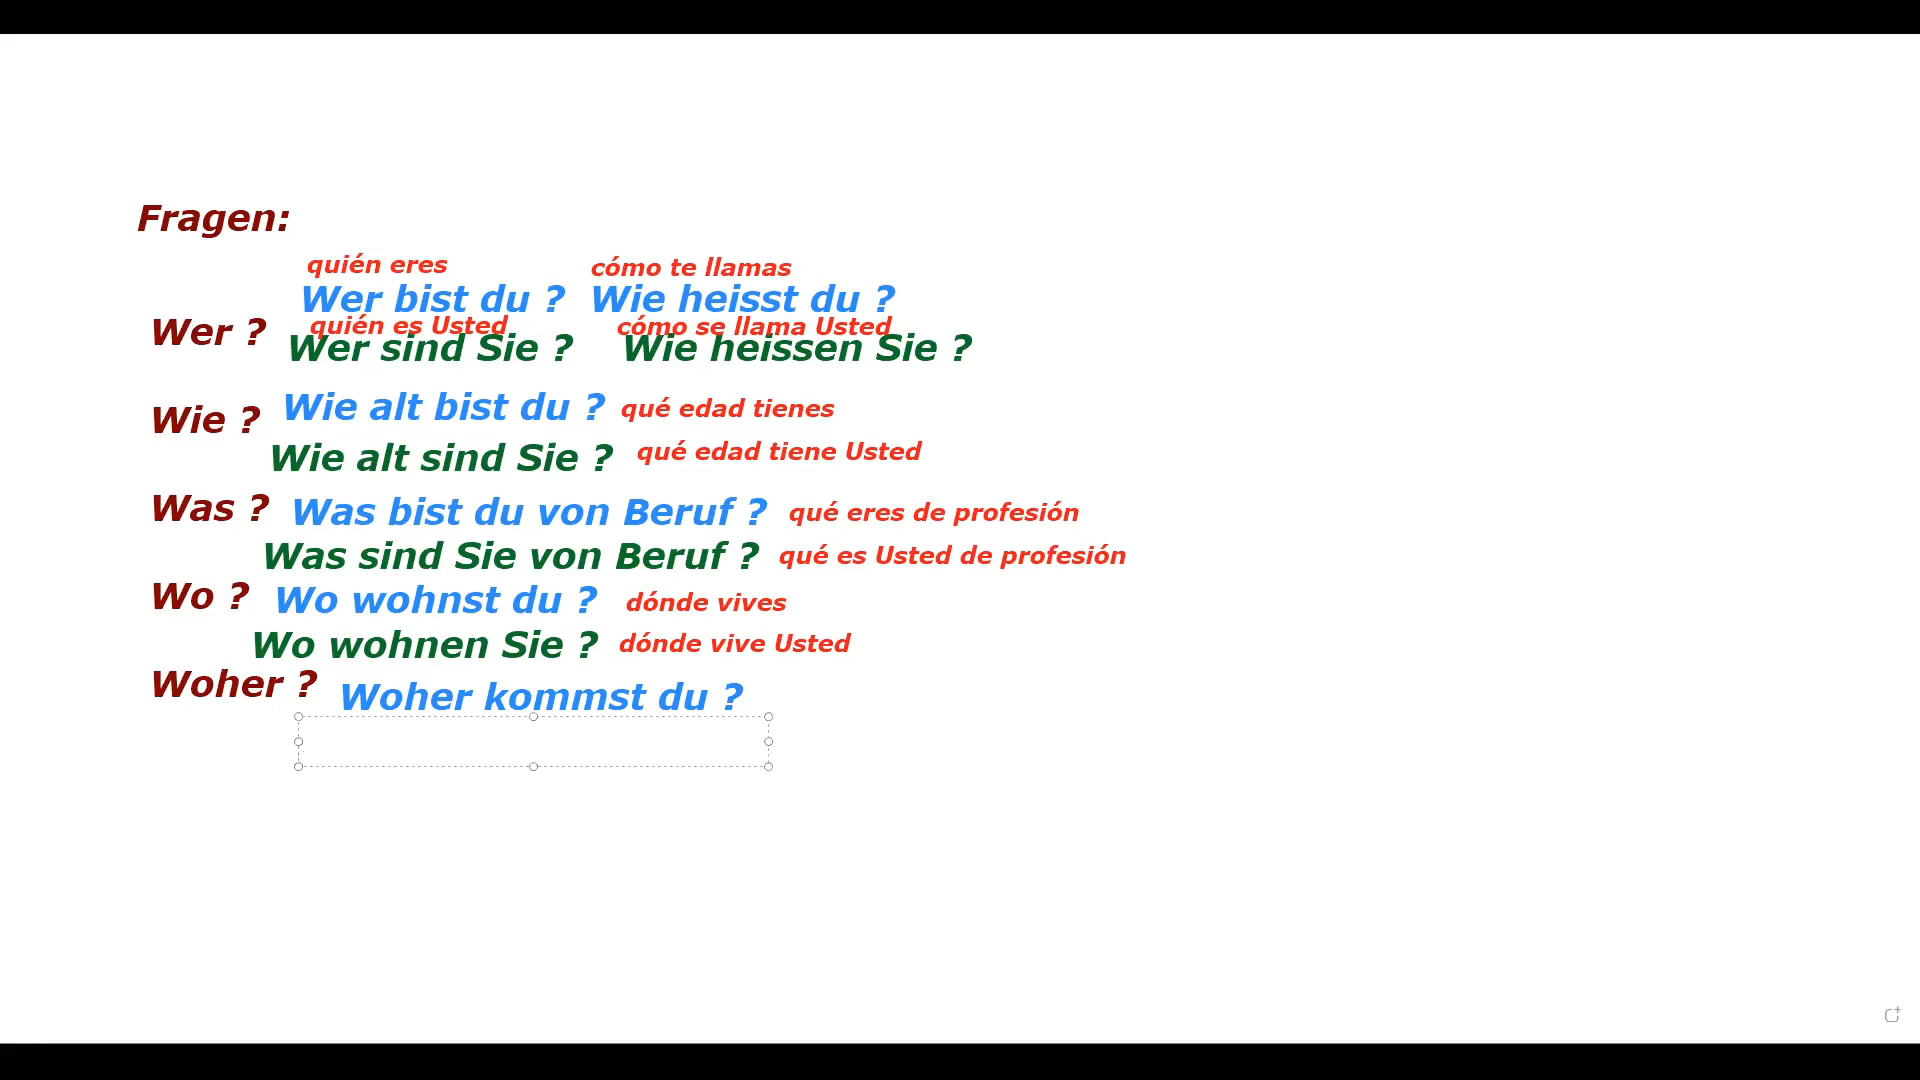 Fragen:
quién eres cómo te llamas
Wer bist du ? Wie heisst du ?
Wer ? quién es Usted cómo se llama Usted
Wer sind Sie ? Wie heissen Sie ?
Wie ? Wie alt bist du ? qué edad tienes
Wie alt sind Sie ? qué edad tiene Usted
Was ? Was bist du von Beruf ? qué eres de profesión
Was sind Sie von Beruf ? qué es Usted de profesión
Wo ? Wo wohnst du ? dónde vives
Wo wohnen Sie ? dónde vive Usted
Woher ? Woher kommst du ?